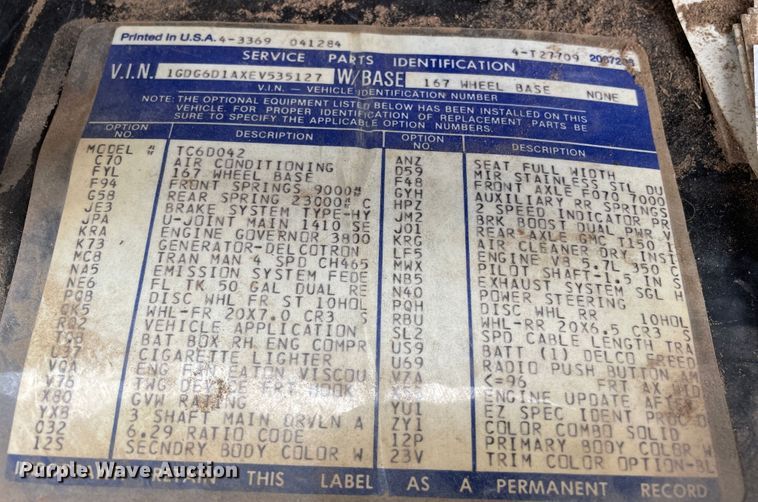 Printed in U.S.A. 4-3369 041284 4-T27709
SERVICE PARTS IDENTIFICATION
V.I.N. 1GDG6D1AXEV535127 W/BASE 167 WHEEL BASE NONE
V.I.N. – VEHICLE IDENTIFICATION NUMBER
NOTE: THE OPTIONAL EQUIPMENT LISTED BELOW HAS BEEN INSTALLED ON THIS
VEHICLE. FOR PROPER IDENTIFICATION OF REPLACEMENT PARTS BE
SURE TO SPECIFY THE APPLICABLE OPTION NUMBERS.
OPTION NO. DESCRIPTION OPTION NO. DESCRIPTION
MODEL # TC6D042
C70 AIR CONDITIONING
FYL 167 WHEEL BASE
F94 FRONT SPRINGS 9000#
G58 REAR SPRING 23000# C
JE3 BRAKE SYSTEM TYPE-HY
JPA U-JOINT MAIN 1410 SE
KRA ENGINE GOVERNOR 3800
K73 GENERATOR-DELCOTRON
MC8 TRAN MAN 4 SPD CH465
NA5 EMISSION SYSTEM FEDE
NE6 FL TK 50 GAL DUAL RE
PQB DISC WHL FR ST 10HOL
QK5 WHL-FR 20X7.0 CR3 S
VEHICLE APPLICATION
BAT BOX RH ENG COMPR
U37 CIGARETTE LIGHTER
VQA ENG FAN EATON VISCOU
V76 TWG DEVICE FRT HOOK
X80 GVW RATING
YX8 3 SHAFT MAIN DRVLN A
032 6.29 RATIO CODE
12S SECNDRY BODY COLOR W
ANZ SEAT FULL WIDTH
D59 MIR STAINLESS STL DU
F48 FRONT AXLE F070 7000
GYH AUXILIARY RR SPRINGS
HPZ 2 SPEED INDICATOR PR
JM2 BRK BOOST DUAL PWR V
J01 REAR AXLE GMC T150
KRG AIR CLEANER DRY INSI
LF5 ENGINE V8 5.7L 350 C
MWX PILOT SHAFT 1.5 IN S
NB5 EXHAUST SYSTEM SGL H
N40 POWER STEERING
PQH DISC WHL RR 10HOL
RBU WHL-RR 20X6.5 CR3 S
SL2 SPD CABLE LENGTH TRA
US9 BATT (1) DELCO FREED
U69 RADIO PUSH BUTTON AM
VZA <=96 FRT AX WID
ENGINE UPDATE AFTER
YU1 EZ SPEC IDENT
ZY1 COLOR COMBO SOLID
12P PRIMARY BODY COLOR W
23V TRIM COLOR OPTION-BL
RETAIN THIS LABEL AS A PERMANENT RECORD
Purple Wave Auction